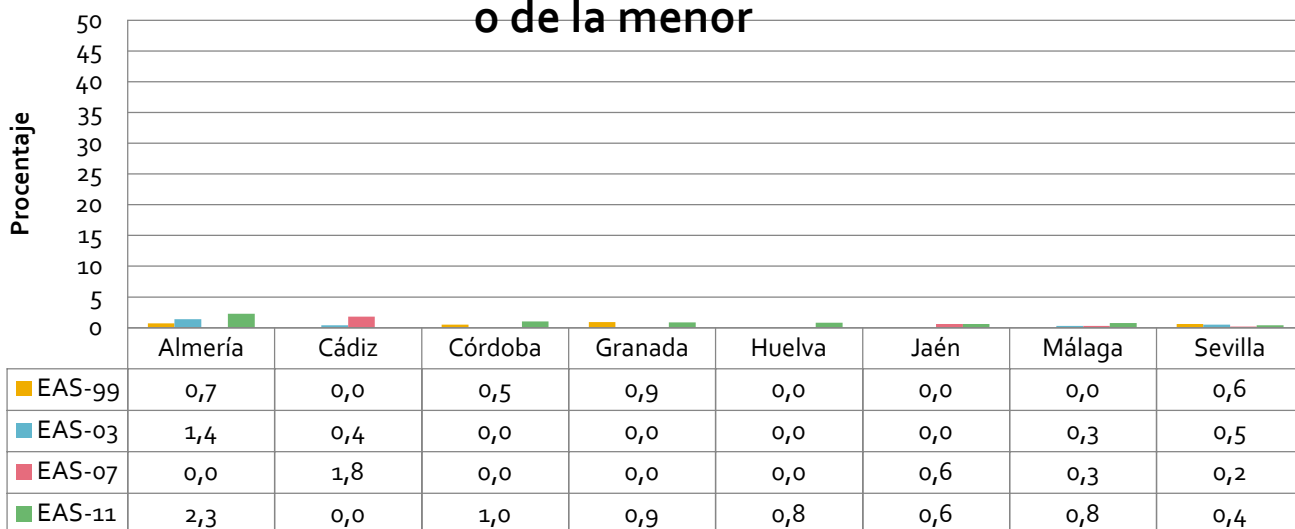 o de la menor
Procentaje
50
45
40
35
30
25
20
15
10
5
0
Almería Cádiz Córdoba Granada Huelva Jaén Málaga Sevilla
EAS-99 0,7 0,0 0,5 0,9 0,0 0,0 0,0 0,6
EAS-03 1,4 0,4 0,0 0,0 0,0 0,0 0,3 0,5
EAS-07 0,0 1,8 0,0 0,0 0,0 0,6 0,3 0,2
EAS-11 2,3 0,0 1,0 0,9 0,8 0,6 0,8 0,4